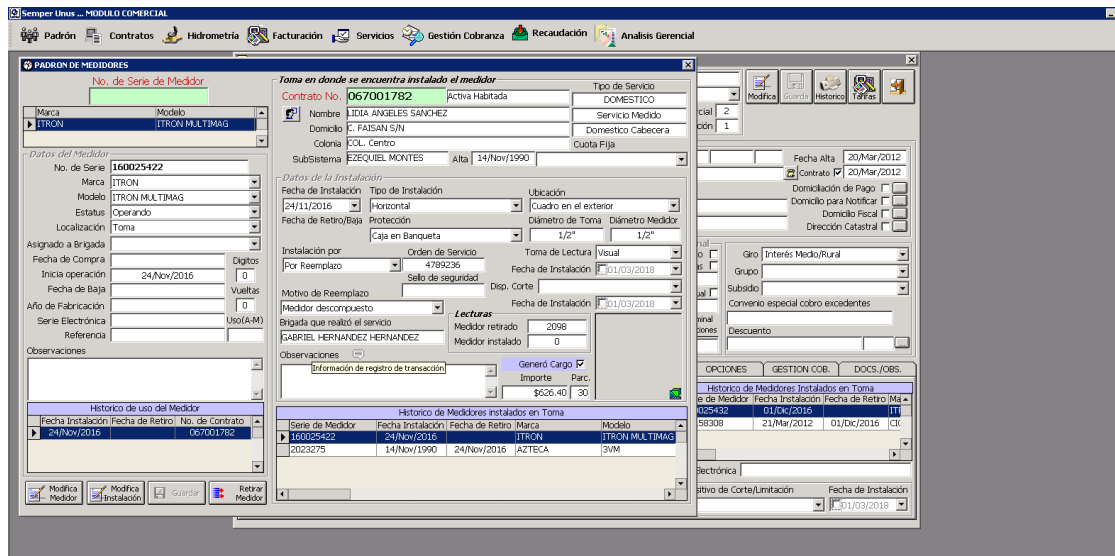 Semper Unus ... MODULO COMERCIAL
Padrón Contratos Hidrometría Facturación Servicios Gestión Cobranza Recaudación Analisis Gerencial
PADRON DE MEDIDORES
No. de Serie de Medidor
Marca Modelo
ITRON ITRON MULTIMAG
Datos del Medidor
No. de Serie 160025422
Marca ITRON
Modelo ITRON MULTIMAG
Estatus Operando
Localización Toma
Asignado a Brigada
Fecha de Compra Digitos
Inicia operación 24/Nov/2016 0
Fecha de Baja Vueltas
Año de Fabricación 0
Serie Electrónica Uso(A-M)
Referencia
Observaciones
Historico de uso del Medidor
Fecha Instalación Fecha de Retiro No. de Contrato
24/Nov/2016 067001782
Modifica Medidor Modifica Instalación Guardar Retirar Medidor
Toma en donde se encuentra instalado el medidor
Contrato No. 067001782 Activa Habitada
Tipo de Servicio
DOMESTICO
Nombre LIDIA ANGELES SANCHEZ Servicio Medido
Domicilio C. FAISAN S/N Domestico Cabecera
Colonia COL. Centro Cuota Fija
SubSistema EZEQUIEL MONTES Alta 14/Nov/1990
Datos de la Instalación
Fecha de Instalación Tipo de Instalación Ubicación
24/11/2016 Horizontal Cuadro en el exterior
Fecha de Retiro/Baja Protección Diámetro de Toma Diámetro Medidor
Caja en Banqueta 1/2" 1/2"
Instalación por Orden de Servicio Toma de Lectura Visual
Por Reemplazo 4789236 Fecha de Instalación 01/03/2018
Sello de seguridad
Disp. Corte
Motivo de Reemplazo Fecha de Instalación 01/03/2018
Medidor descompuesto
Lecturas
Brigada que realizó el servicio Medidor retirado 2098
GABRIEL HERNANDEZ HERNANDEZ Medidor instalado 0
Observaciones Generó Cargo
Información de registro de transacción
Importe Parc.
$626.40 30
Historico de Medidores instalados en Toma
Serie de Medidor Fecha Instalación Fecha de Retiro Marca Modelo
160025422 24/Nov/2016 ITRON ITRON MULTIMAG
2023275 14/Nov/1990 24/Nov/2016 AZTECA 3VM
Modifica Guarda Historico Tarifas
cial 2
ción 1
Fecha Alta 20/Mar/2012
Contrato 20/Mar/2012
Domiciliación de Pago
Domicilio para Notificar
Domicilio Fiscal
Dirección Catastral
nal
Giro Interés Medio/Rural
Grupo
Subsidio
Convenio especial cobro excedentes
Descuento
OPCIONES GESTION COB. DOCS./OBS.
Historico de Medidores Instalados en Toma
e de Medidor Fecha Instalación Fecha de Retiro Ma
025432 01/Dic/2016
58308 21/Mar/2012 01/Dic/2016
lectrónica
sitivo de Corte/Limitación Fecha de Instalación
01/03/2018